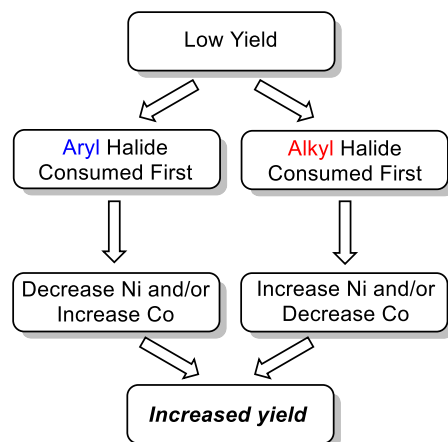 Low Yield
Aryl Halide
Consumed First
Alkyl Halide
Consumed First
Decrease Ni and/or
Increase Co
Increase Ni and/or
Decrease Co
Increased yield